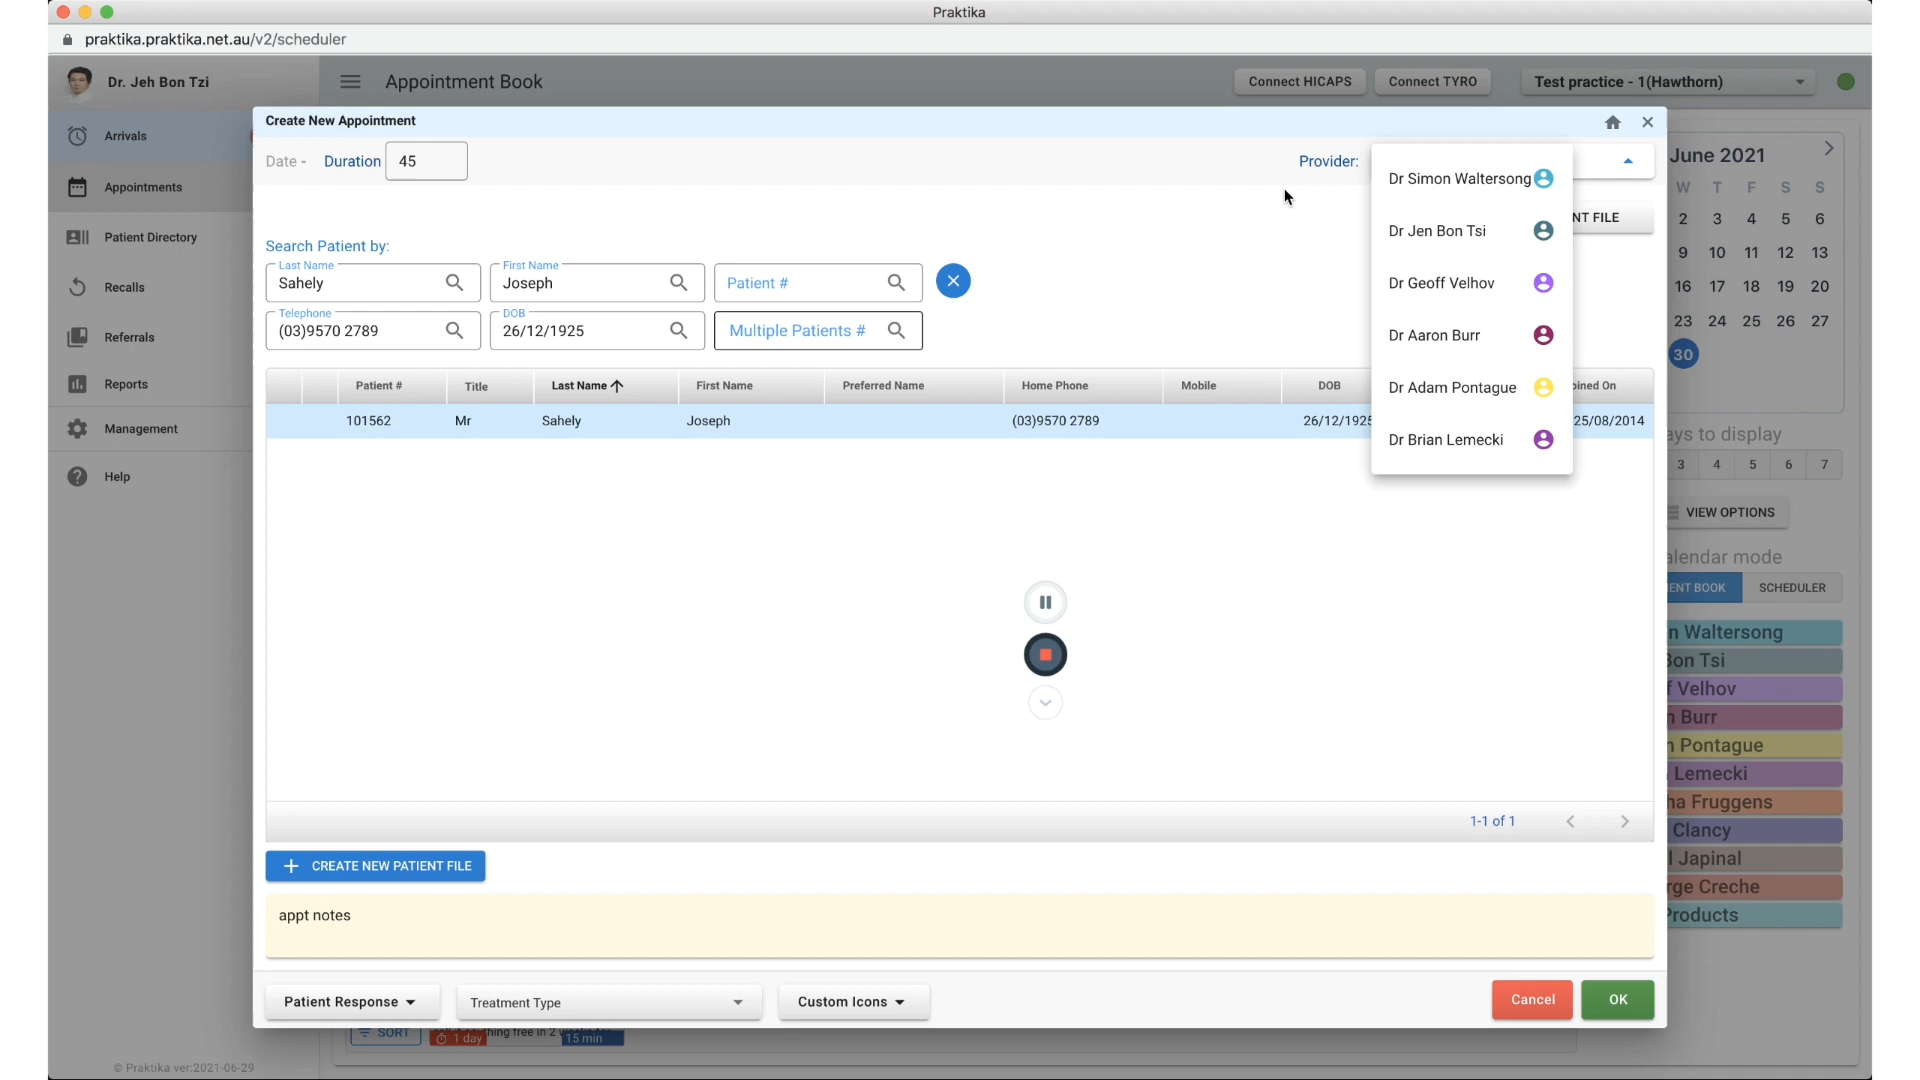 Praktika
praktika.praktika.net.au/v2/scheduler
Dr. Jeh Bon Tzi
Appointment Book
Connect HICAPS
Connect TYRO
Test practice - 1(Hawthorn)
Arrivals
Appointments
Patient Directory
Recalls
Referrals
Reports
Management
Help
Create New Appointment
Date -
Duration
45
Provider:
Dr Simon Waltersong
Dr Jen Bon Tsi
Dr Geoff Velhov
Dr Aaron Burr
Dr Adam Pontague
Dr Brian Lemecki
NT FILE
Search Patient by:
Last Name
Sahely
First Name
Joseph
Patient #
Telephone
(03)9570 2789
DOB
26/12/1925
Multiple Patients #
Patient # Title Last Name First Name Preferred Name Home Phone Mobile DOB ined On
101562 Mr Sahely Joseph (03)9570 2789 26/12/1925 25/08/2014
1-1 of 1
CREATE NEW PATIENT FILE
appt notes
Patient Response
Treatment Type
Custom Icons
Cancel
OK
June 2021
W T F S S
2 3 4 5 6
9 10 11 12 13
16 17 18 19 20
23 24 25 26 27
30
ays to display
3 4 5 6 7
VIEW OPTIONS
alendar mode
ENT BOOK
SCHEDULER
n Waltersong
Bon Tsi
f Velhov
n Burr
n Pontague
Lemecki
ha Fruggens
Clancy
l Japinal
rge Creche
Products
SORT
1 day
thing free in 2
15 min
© Praktika ver:2021-06-29